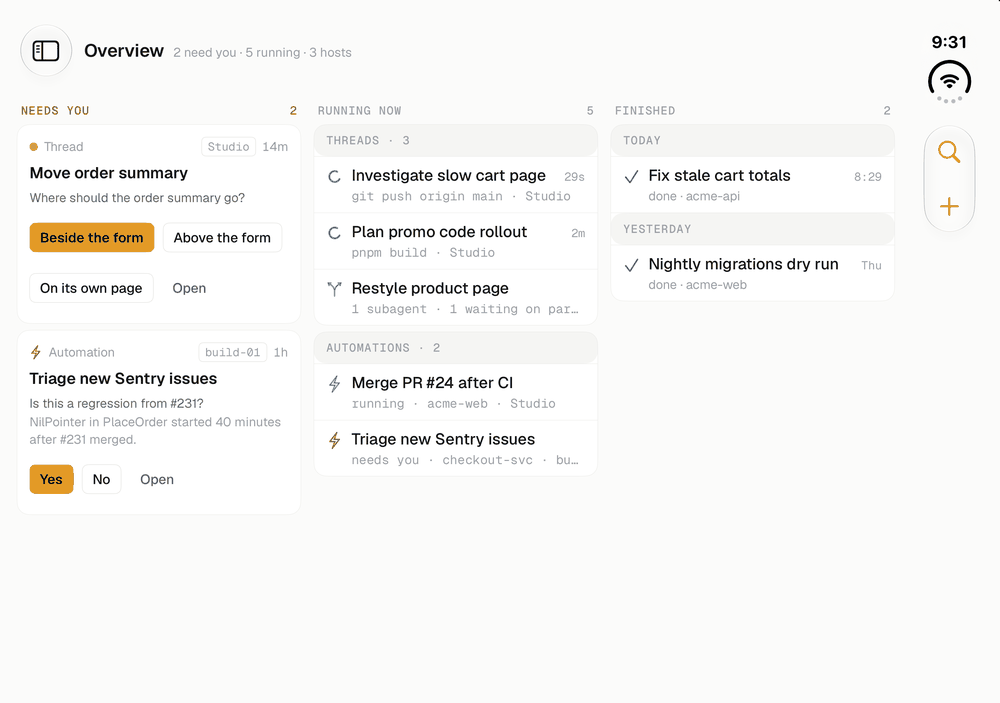 Overview 2 need you · 5 running · 3 hosts
9:31
NEEDS YOU 2
Thread Studio 14m
Move order summary
Where should the order summary go?
Beside the form Above the form
On its own page Open
Automation build-01 1h
Triage new Sentry issues
Is this a regression from #231?
NilPointer in PlaceOrder started 40 minutes
after #231 merged.
Yes No Open
RUNNING NOW 5
THREADS · 3
Investigate slow cart page 29s
git push origin main · Studio
Plan promo code rollout 2m
pnpm build · Studio
Restyle product page
1 subagent · 1 waiting on par…
AUTOMATIONS · 2
Merge PR #24 after CI
running · acme-web · Studio
Triage new Sentry issues
needs you · checkout-svc · bu…
FINISHED 2
TODAY
Fix stale cart totals 8:29
done · acme-api
YESTERDAY
Nightly migrations dry run Thu
done · acme-web